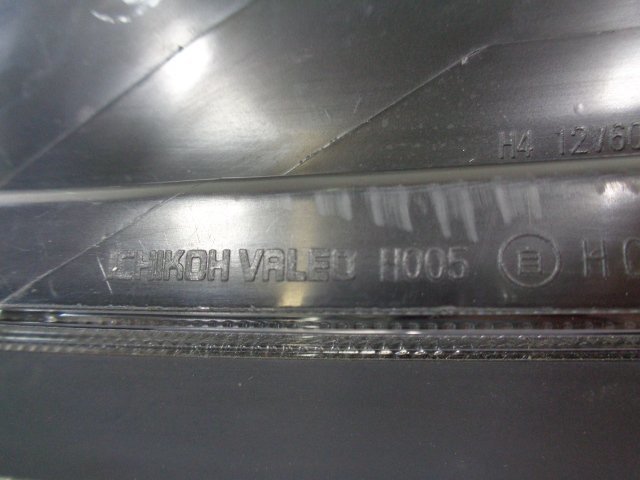 H4 12/60
ICHIKOH VALEO H005 自 H